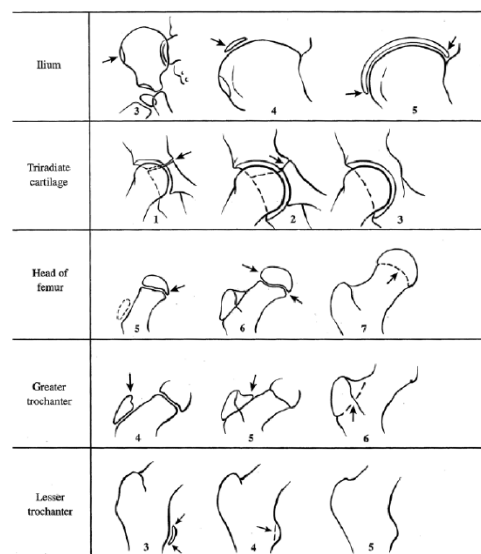 Ilium
3
4
5
Triradiate
cartilage
1
2
3
Head of
femur
5
6
7
Greater
trochanter
4
5
6
Lesser
trochanter
3
4
5